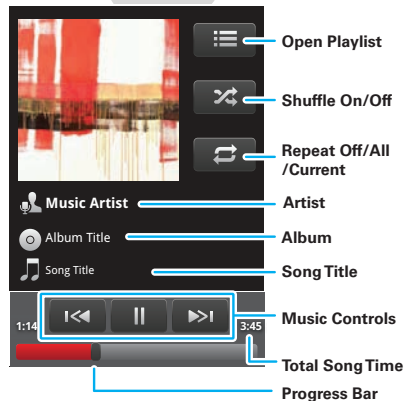 Open Playlist
Shuffle On/Off
Repeat Off/All
/Current
Music Artist
Artist
Album Title
Album
Song Title
Song Title
Music Controls
1:14
3:45
Total Song Time
Progress Bar